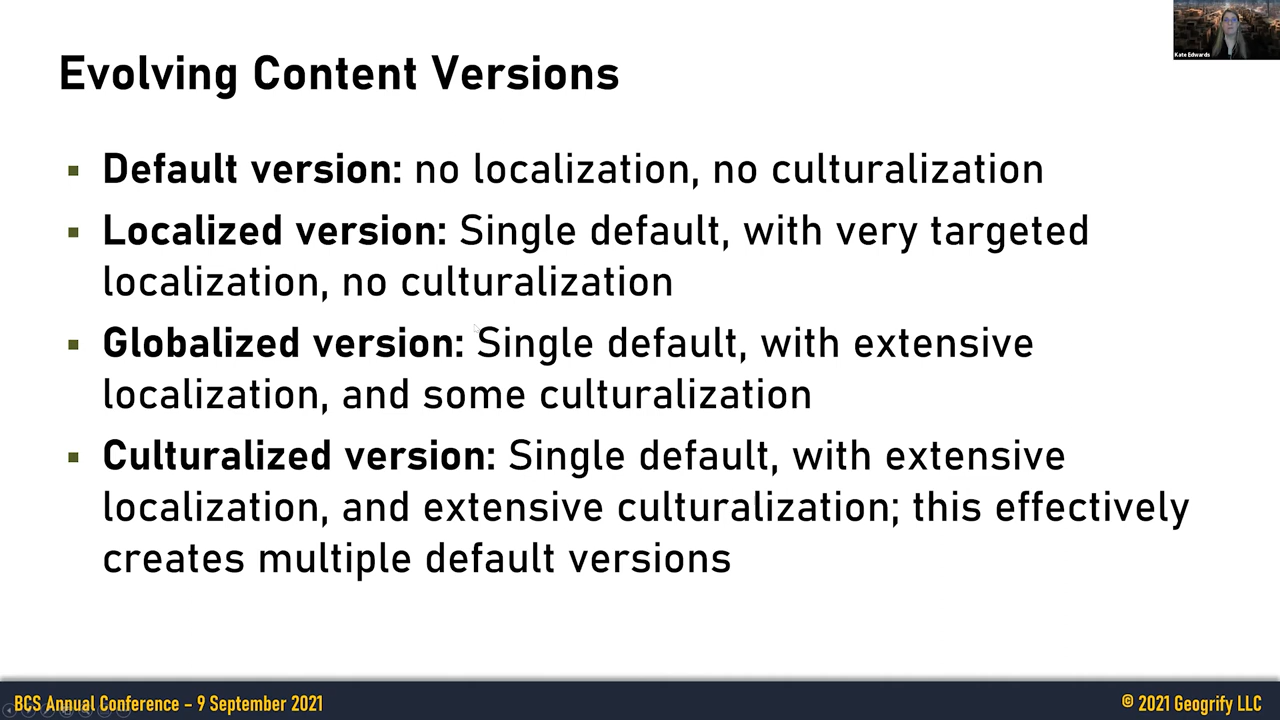 Kate Edwards
Evolving Content Versions
Default version: no localization, no culturalization
Localized version: Single default, with very targeted
localization, no culturalization
Globalized version: Single default, with extensive
localization, and some culturalization
Culturalized version: Single default, with extensive
localization, and extensive culturalization; this effectively
creates multiple default versions
BCS Annual Conference – 9 September 2021
© 2021 Geogrify LLC